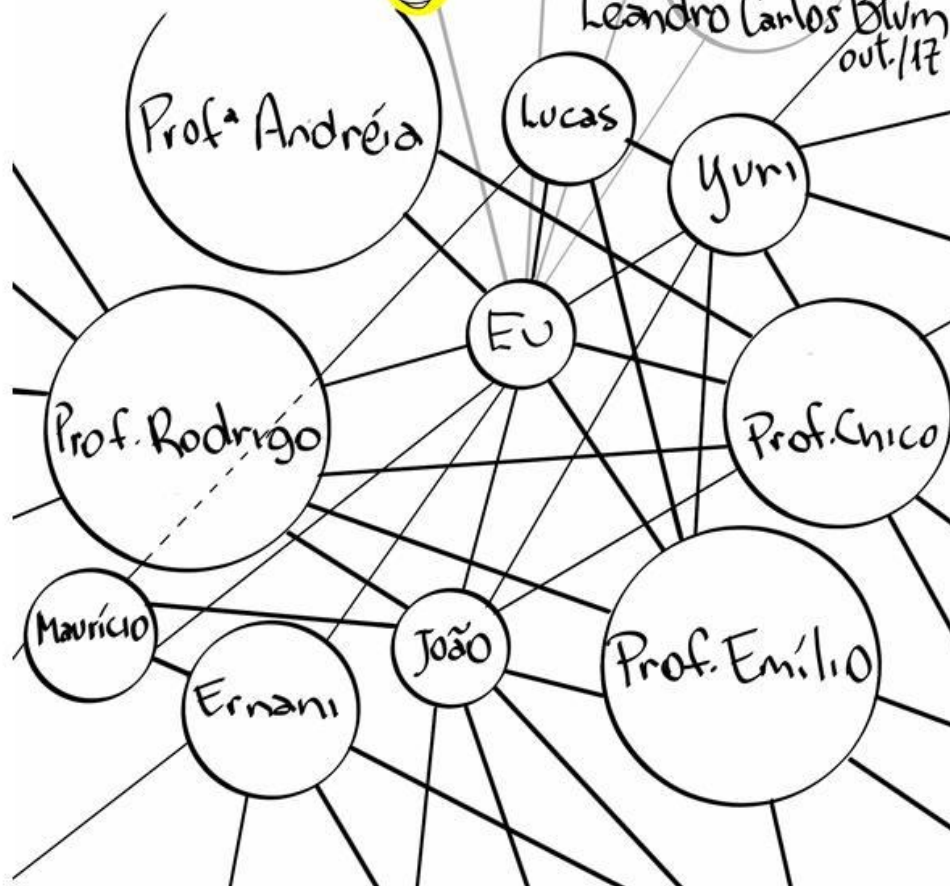 Leandro Carlos Blum
out./17
Profª Andréia
Lucas
Yuri
EU
Prof. Rodrigo
Prof. Chico
Maurício
João
Prof. Emílio
Ernani